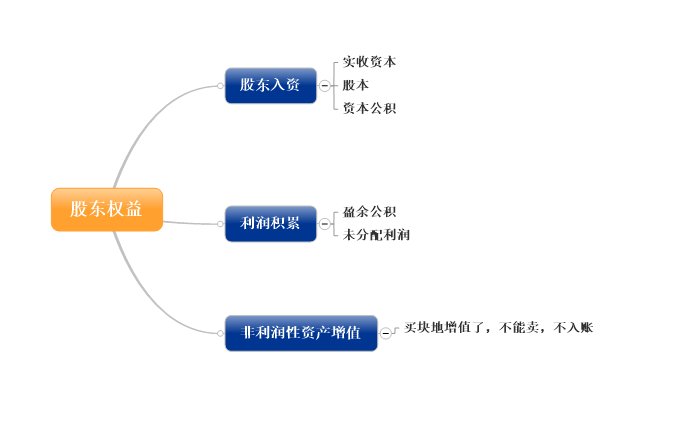 股东权益
股东入资
实收资本
股本
资本公积
利润积累
盈余公积
未分配利润
非利润性资产增值
买块地增值了，不能卖，不入账